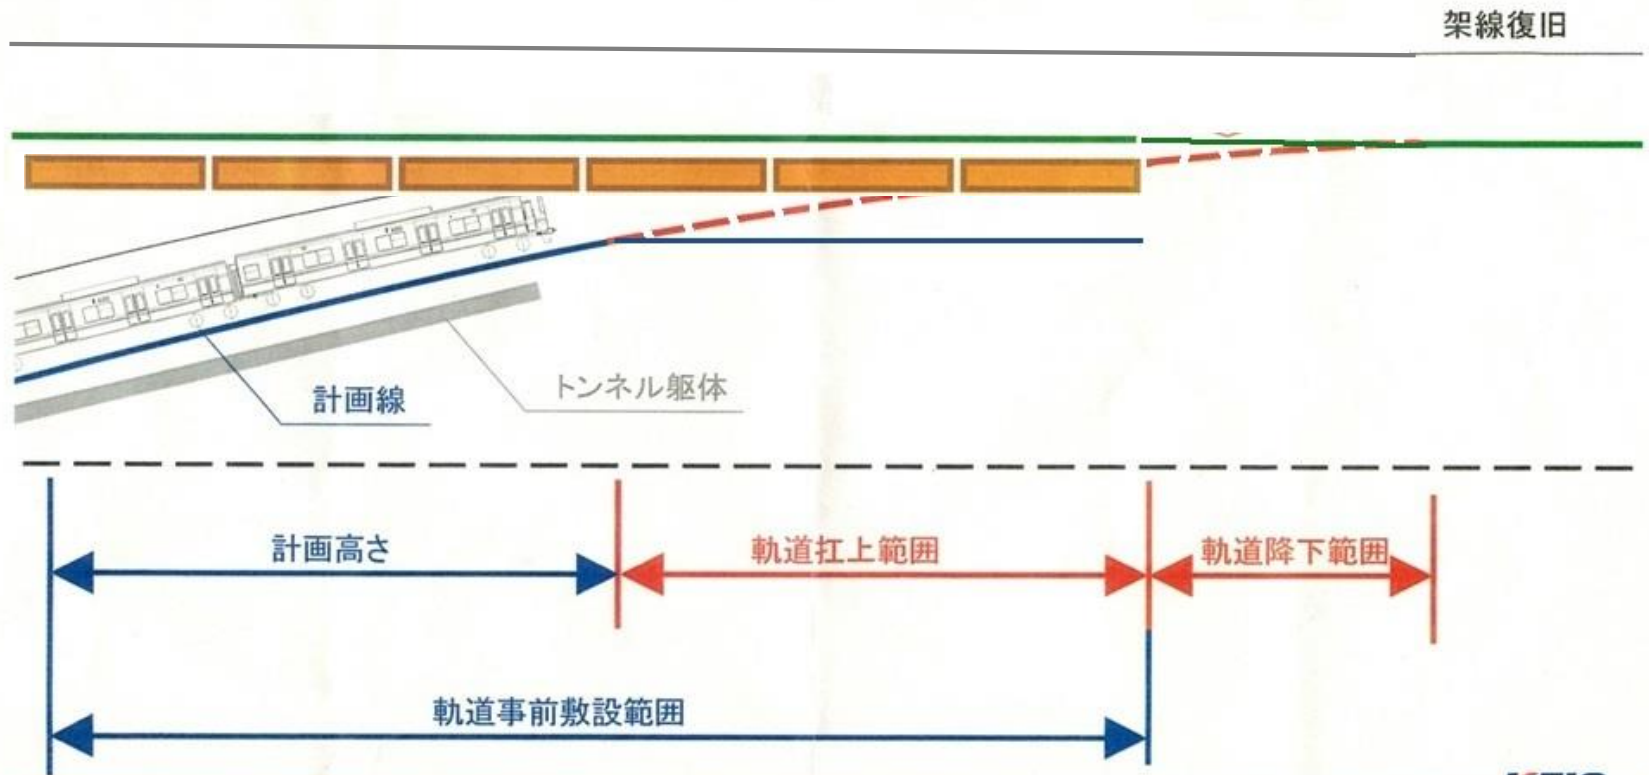 架線復旧
計画線
トンネル躯体
計画高さ
軌道扛上範囲
軌道降下範囲
軌道事前敷設範囲